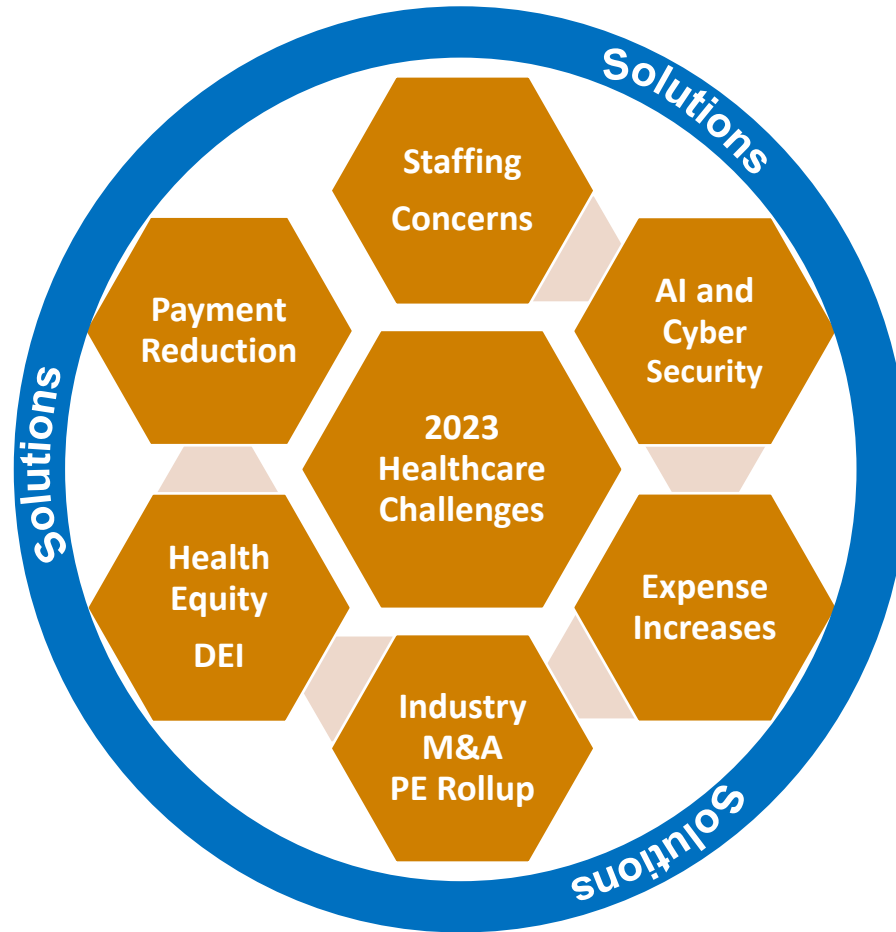 Solutions
Staffing
Concerns
AI and
Cyber
Security
Payment
Reduction
2023
Healthcare
Challenges
Solutions
Health
Equity
DEI
Expense
Increases
Industry
M&A
PE Rollup
Solutions